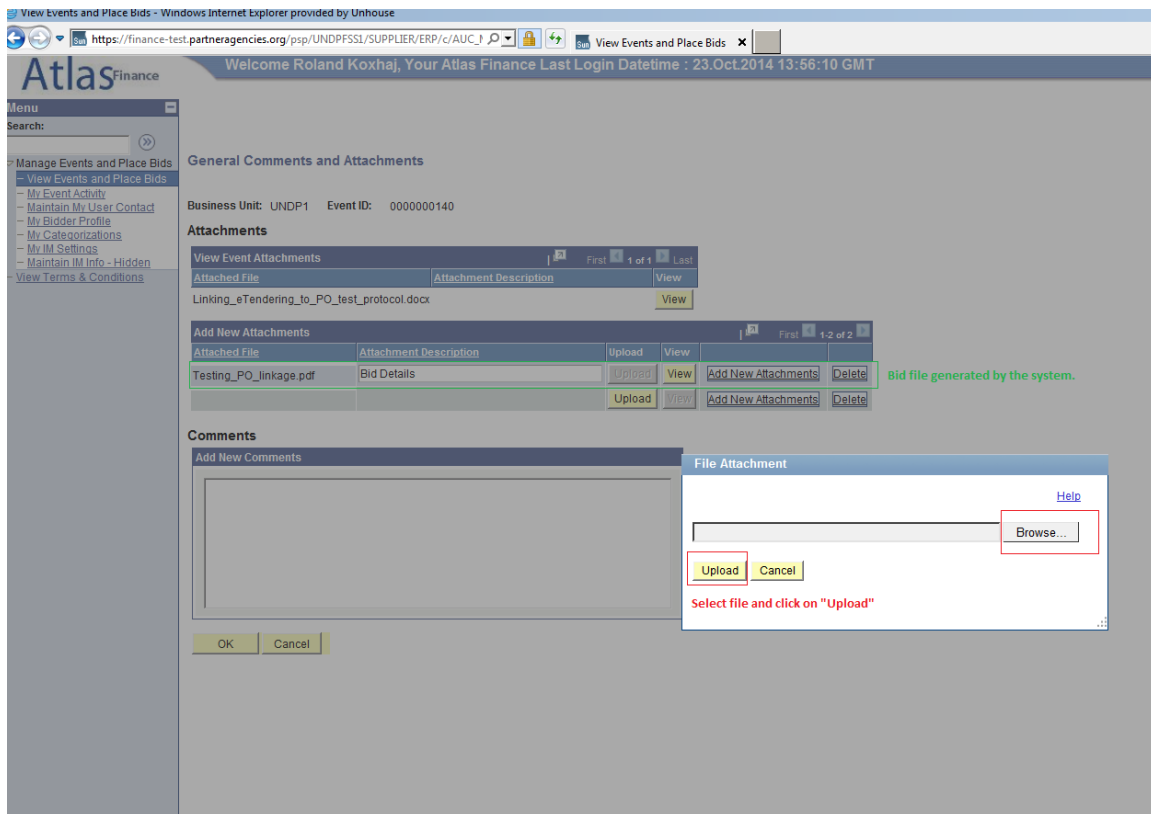 View Events and Place Bids - Windows Internet Explorer provided by Unhouse
https://finance-test.partneragencies.org/psp/UNDPFSS1/SUPPLIER/ERP/c/AUC_M
View Events and Place Bids
Atlas Finance
Welcome Roland Koxhaj, Your Atlas Finance Last Login Datetime : 23.Oct.2014 13:56:10 GMT
Menu
Search:
Manage Events and Place Bids
View Events and Place Bids
My Event Activity
Maintain My User Contact
My Bidder Profile
My Categorizations
My IM Settings
Maintain IM Info - Hidden
View Terms & Conditions
General Comments and Attachments
Business Unit: UNDP1 Event ID: 0000000140
Attachments
View Event Attachments First 1 of 1 Last
Attached File Attachment Description View
Linking_eTendering_to_PO_test_protocol.docx View
Add New Attachments First 1-2 of 2
Attached File Attachment Description Upload View
Testing_PO_linkage.pdf Bid Details Upload View Add New Attachments Delete Bid file generated by the system.
Upload View Add New Attachments Delete
Comments
Add New Comments
File Attachment
Help
Browse...
Upload Cancel
Select file and click on "Upload"
OK Cancel